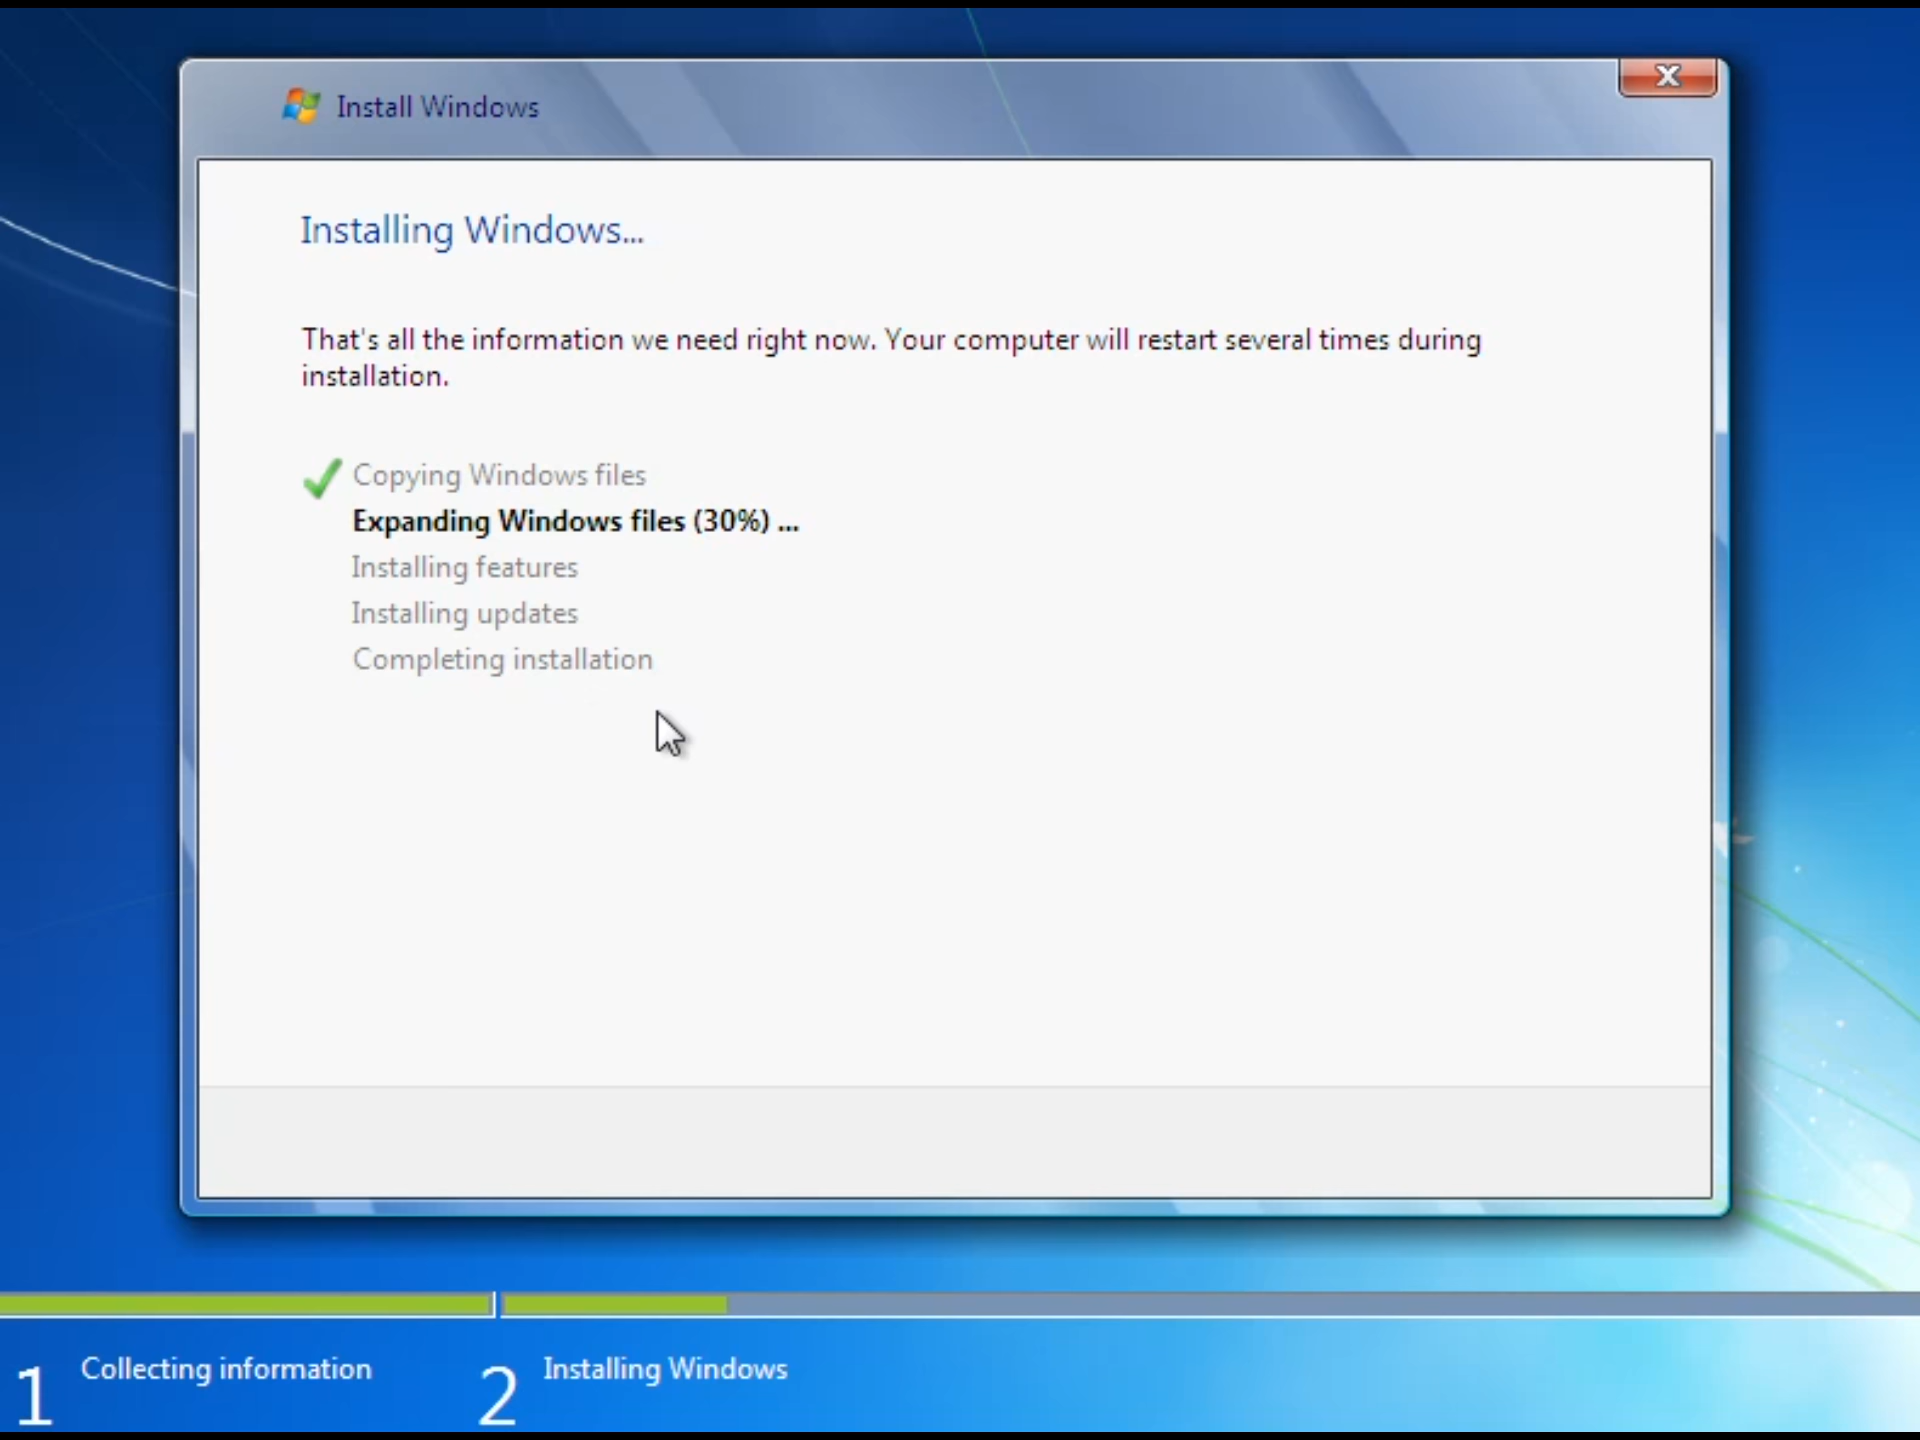 Install Windows
Installing Windows...
That's all the information we need right now. Your computer will restart several times during
installation.
Copying Windows files
Expanding Windows files (30%) ...
Installing features
Installing updates
Completing installation
1 Collecting information
2 Installing Windows